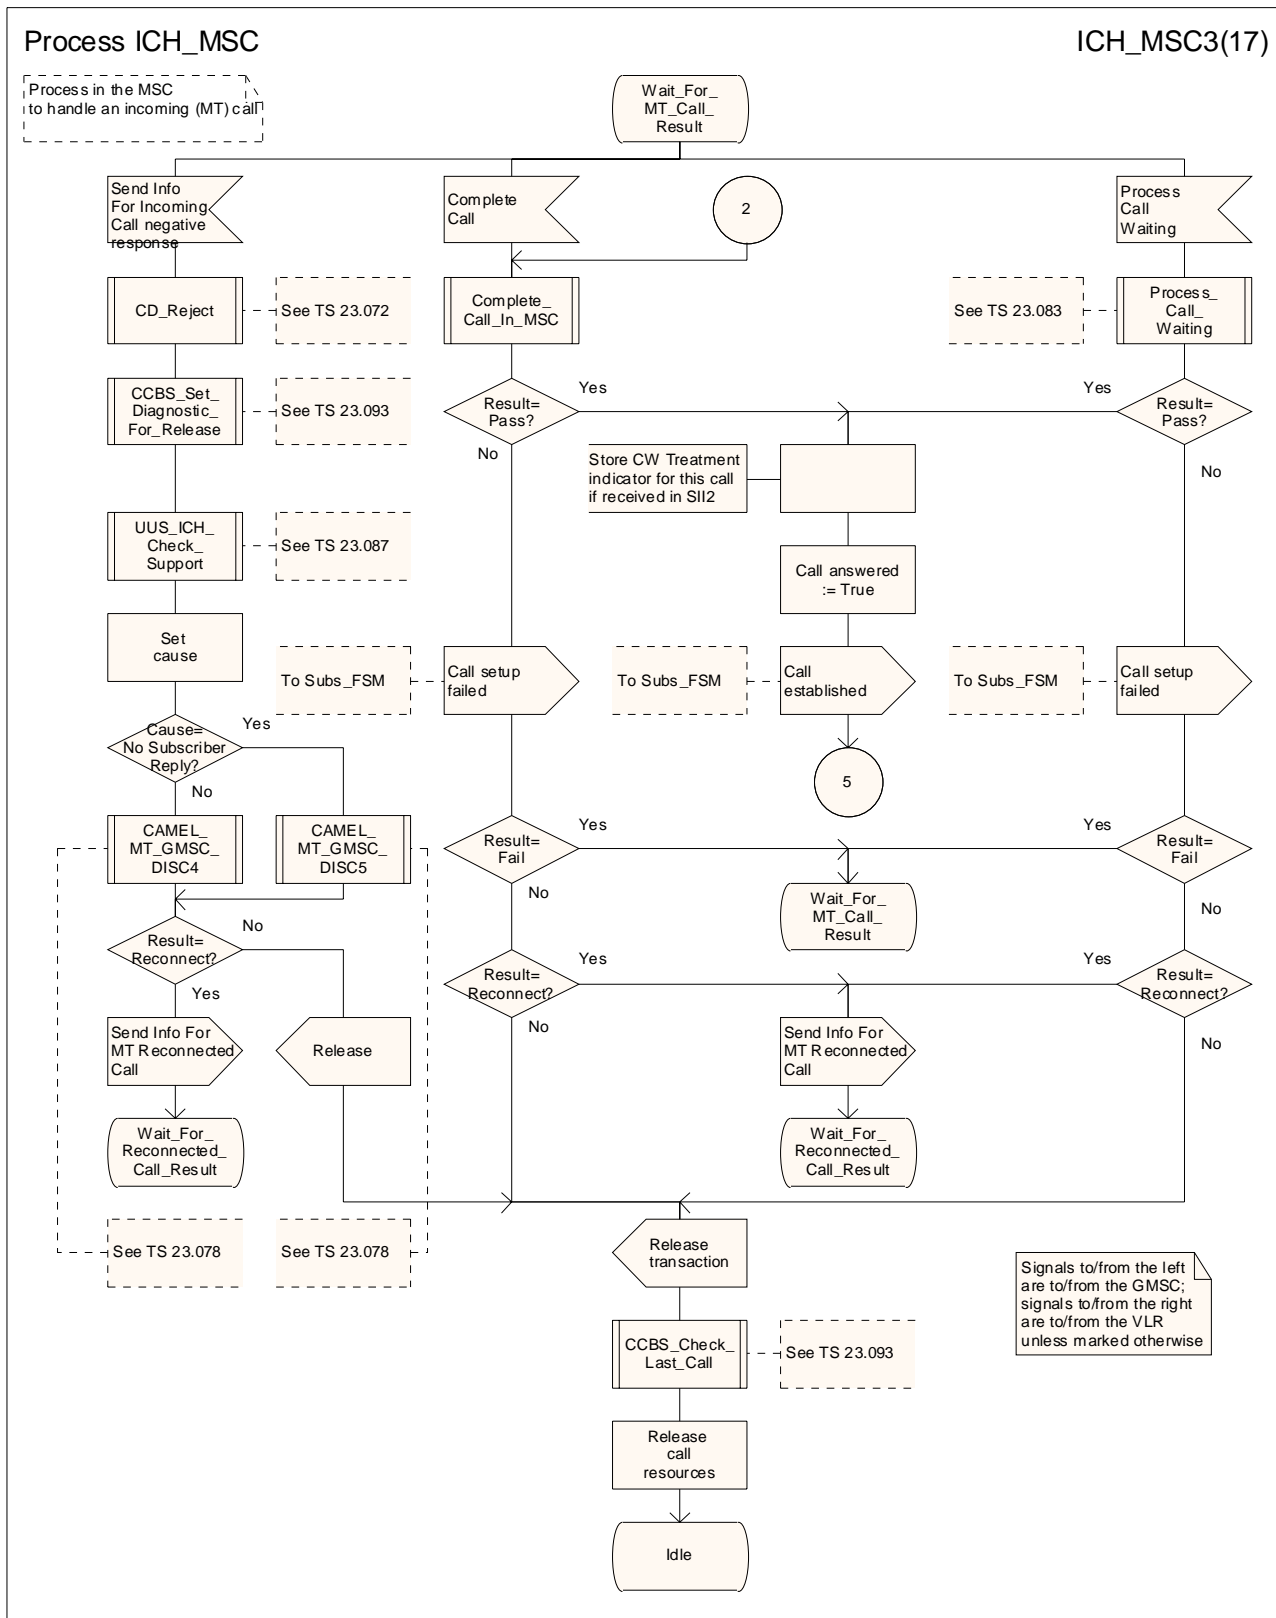 Process ICH_MSC
ICH_MSC3(17)
Process in the MSC
to handle an incoming (MT) call
Wait_For_
MT_Call_
Result
Send Info
For Incoming
Call negative
response
Complete
Call
2
Process
Call
Waiting
CD_Reject
See TS 23.072
Complete_
Call_In_MSC
See TS 23.083
Process_
Call_
Waiting
CCBS_Set_
Diagnostic_
For_Release
See TS 23.093
Result=
Pass?
Yes
No
Yes
Result=
Pass?
No
Store CW Treatment
indicator for this call
if received in SII2
UUS_ICH_
Check_
Support
See TS 23.087
Call answered
:= True
Set
cause
To Subs_FSM
Call setup
failed
To Subs_FSM
Call
established
To Subs_FSM
Call setup
failed
Cause=
No Subscriber
Reply?
Yes
No
5
CAMEL_
MT_GMSC_
DISC4
CAMEL_
MT_GMSC_
DISC5
Result=
Fail
Yes
No
Yes
Result=
Fail
No
Wait_For_
MT_Call_
Result
Result=
Reconnect?
No
Yes
Result=
Reconnect?
Yes
No
Yes
Result=
Reconnect?
No
Send Info For
MT Reconnected
Call
Release
Send Info For
MT Reconnected
Call
Wait_For_
Reconnected_
Call_Result
Wait_For_
Reconnected_
Call_Result
See TS 23.078
See TS 23.078
Release
transaction
Signals to/from the left
are to/from the GMSC;
signals to/from the right
are to/from the VLR
unless marked otherwise
CCBS_Check_
Last_Call
See TS 23.093
Release
call
resources
Idle